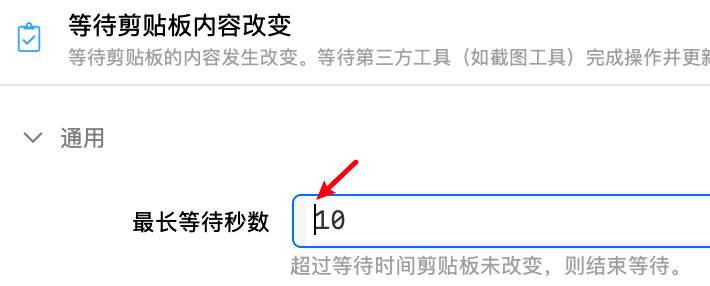 等待剪贴板内容改变
等待剪贴板的内容发生改变。等待第三方工具（如截图工具）完成操作并更新
通用
最长等待秒数
10
超过等待时间剪贴板未改变，则结束等待。